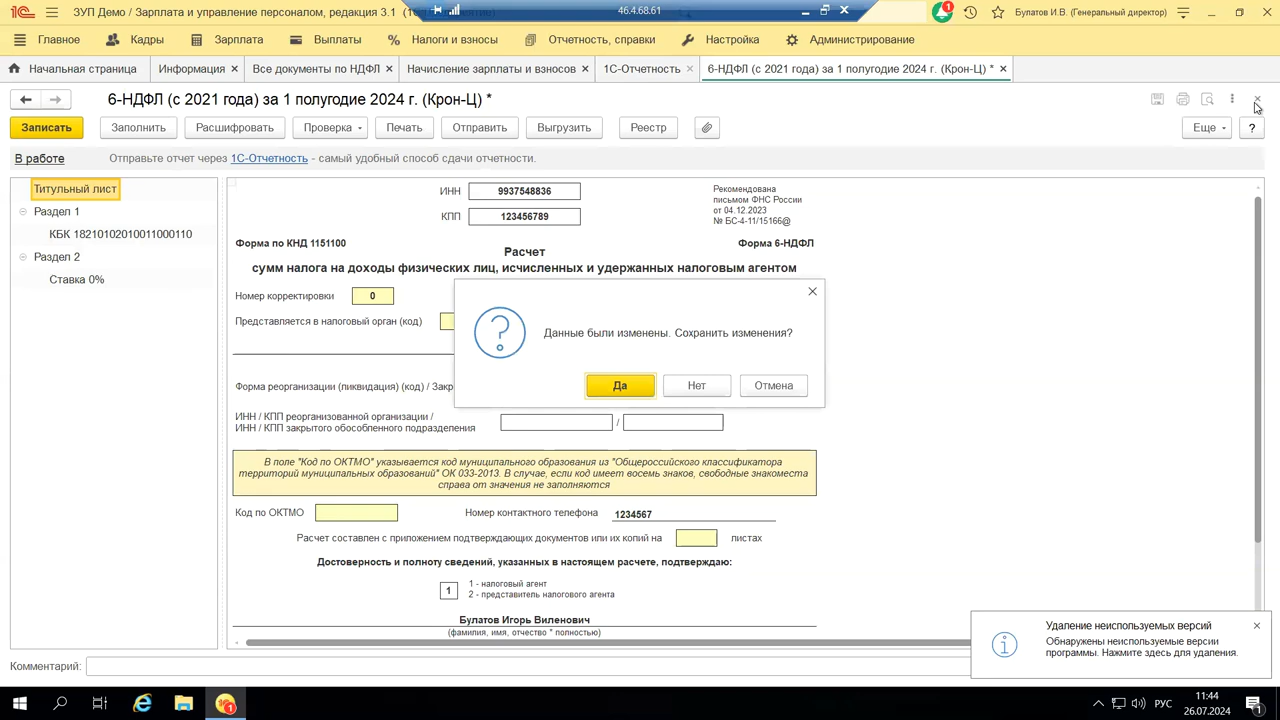 ЗУП Демо / Зарплата и управление персоналом, редакция 3.1 (1С
46.4.68.61
1
Булатов И.В. (Генеральный директор)
Главное
Кадры
Зарплата
Выплаты
Налоги и взносы
Отчетность, справки
Настройка
Администрирование
Начальная страница
Информация
Все документы по НДФЛ
Начисление зарплаты и взносов
1С-Отчетность
6-НДФЛ (с 2021 года) за 1 полугодие 2024 г. (Крон-Ц) *
6-НДФЛ (с 2021 года) за 1 полугодие 2024 г. (Крон-Ц) *
Записать
Заполнить
Расшифровать
Проверка
Печать
Отправить
Выгрузить
Реестр
Еще
?
В работе
Отправьте отчет через 1С-Отчетность - самый удобный способ сдачи отчетности.
Титульный лист
Раздел 1
КБК 18210102010011000110
Раздел 2
Ставка 0%
ИНН 9937548836
КПП 123456789
Рекомендована
письмом ФНС России
от 04.12.2023
№ БС-4-11/15166@
Форма по КНД 1151100
Форма 6-НДФЛ
Расчет
сумм налога на доходы физических лиц, исчисленных и удержанных налоговым агентом
Номер корректировки 0
Представляется в налоговый орган (код)
Данные были изменены. Сохранить изменения?
Да
Нет
Отмена
Форма реорганизации (ликвидация) (код) / Закр
ИНН / КПП реорганизованной организации /
ИНН / КПП закрытого обособленного подразделения
/
В поле "Код по ОКТМО" указывается код муниципального образования из "Общероссийского классификатора
территорий муниципальных образований" ОК 033-2013. В случае, если код имеет восемь знаков, свободные знакоместа
справа от значения не заполняются
Код по ОКТМО
Номер контактного телефона 1234567
Расчет составлен с приложением подтверждающих документов или их копий на листах
Достоверность и полноту сведений, указанных в настоящем расчете, подтверждаю:
1
1 - налоговый агент
2 - представитель налогового агента
Булатов Игорь Виленович
(фамилия, имя, отчество * полностью)
Удаление неиспользуемых версий
Обнаружены неиспользуемые версии
программы. Нажмите здесь для удаления.
Комментарий:
1
РУС
11:44
26.07.2024
1